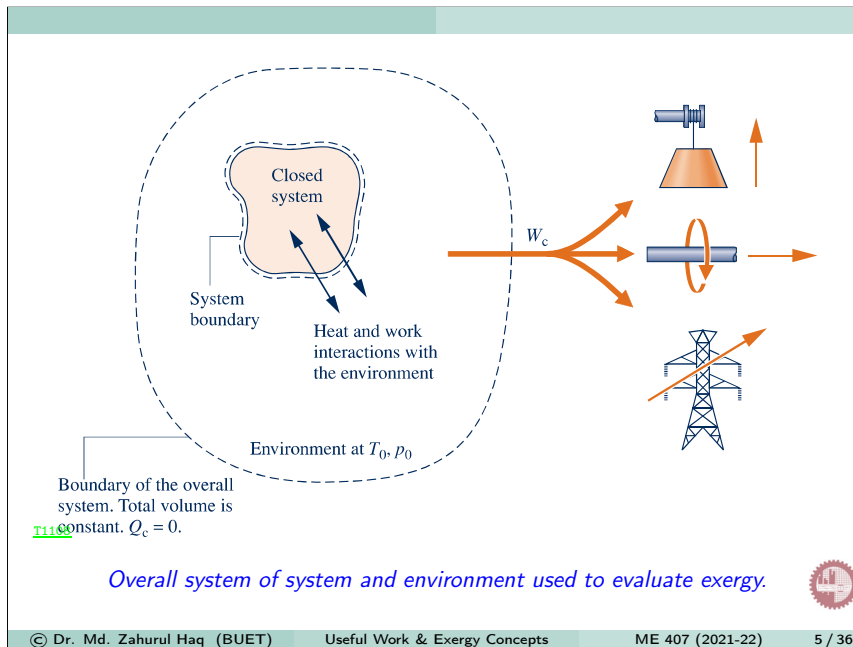 Closed
system
W_c
System
boundary
Heat and work
interactions with
the environment
Environment at T_0, p_0
Boundary of the overall
system. Total volume is
constant. Q_c = 0.
Overall system of system and environment used to evaluate exergy.
© Dr. Md. Zahurul Haq (BUET) Useful Work & Exergy Concepts ME 407 (2021-22) 5 / 36